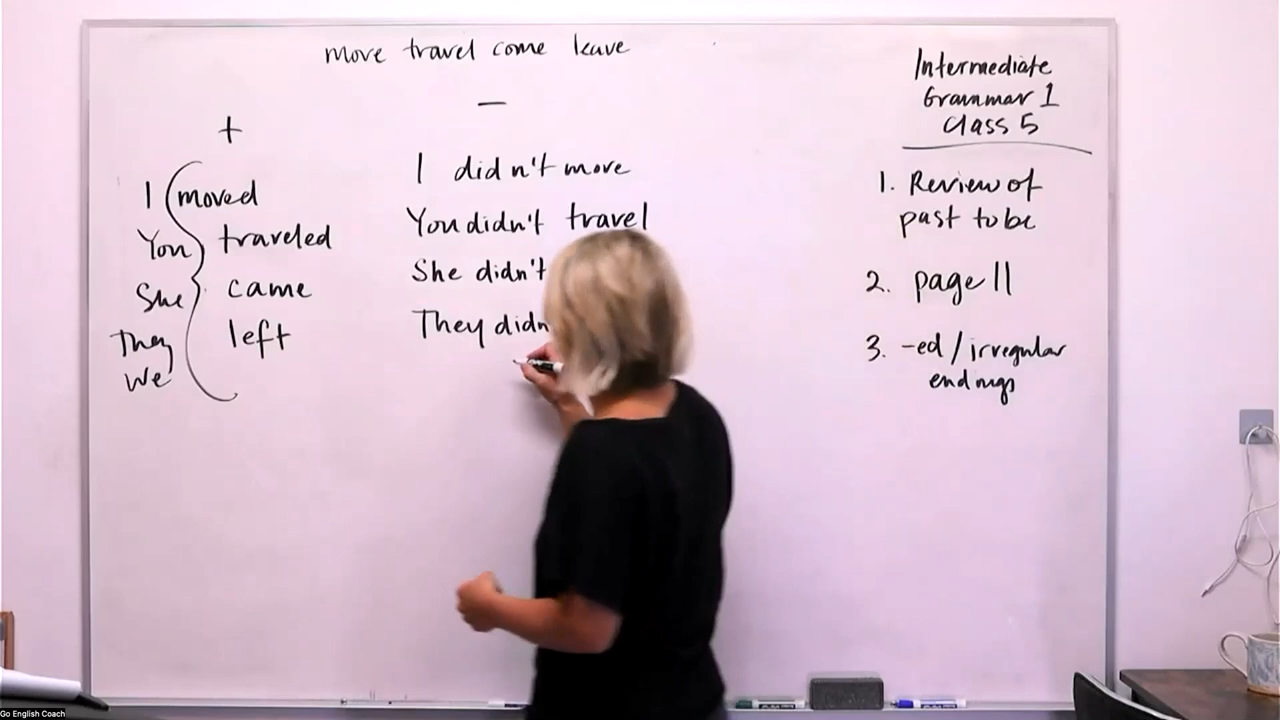 move travel come leave
+
I moved
You traveled
She came
They left
We
—
I didn't move
You didn't travel
She didn't
They
Intermediate
Grammar 1
Class 5
1. Review of
past to be
2. page 11
3. -ed / irregular
endings
Go English Coach